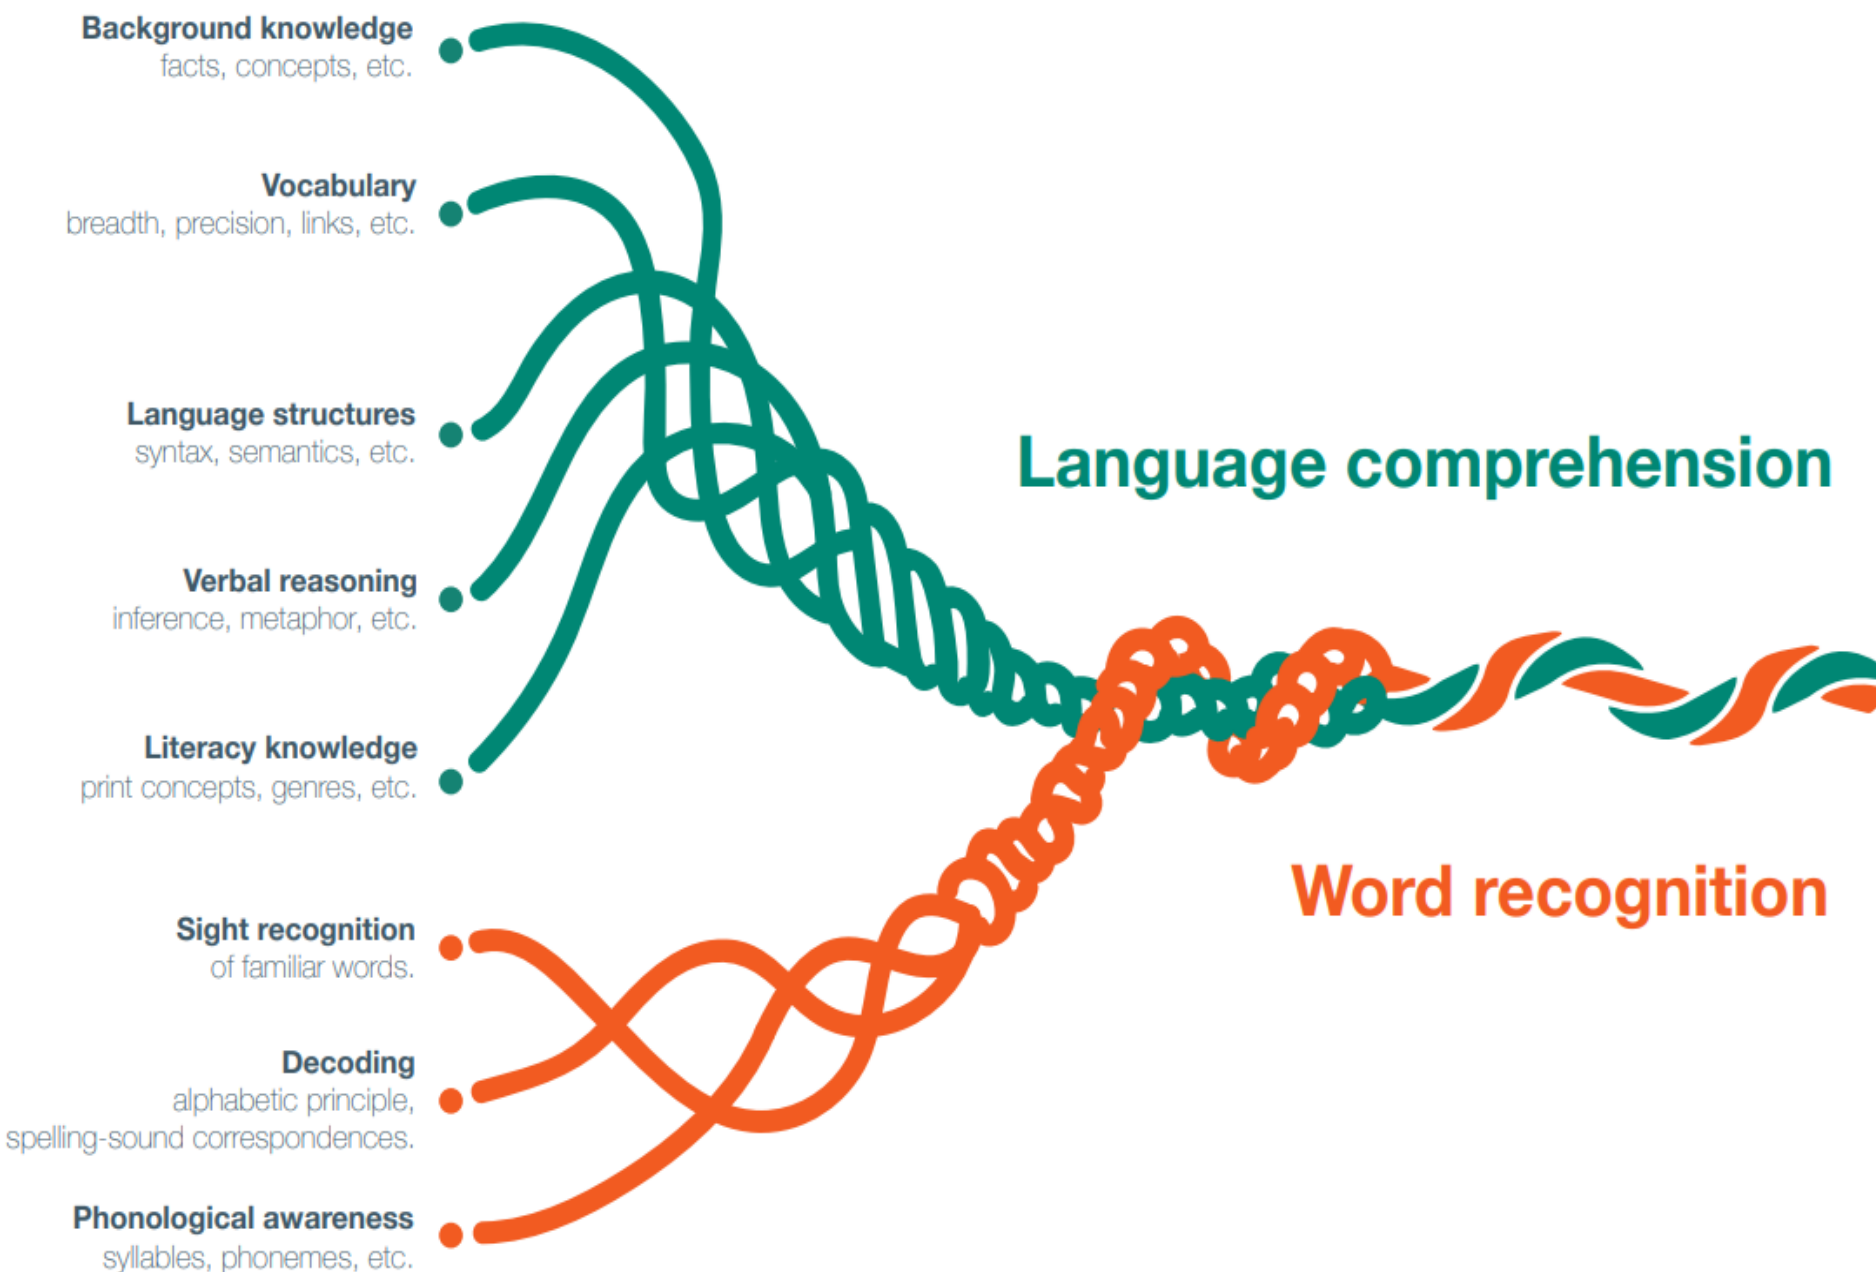 Background knowledge
facts, concepts, etc.
Vocabulary
breadth, precision, links, etc.
Language structures
syntax, semantics, etc.
Verbal reasoning
inference, metaphor, etc.
Literacy knowledge
print concepts, genres, etc.
Language comprehension
Word recognition
Sight recognition
of familiar words.
Decoding
alphabetic principle,
spelling-sound correspondences.
Phonological awareness
syllables, phonemes, etc.